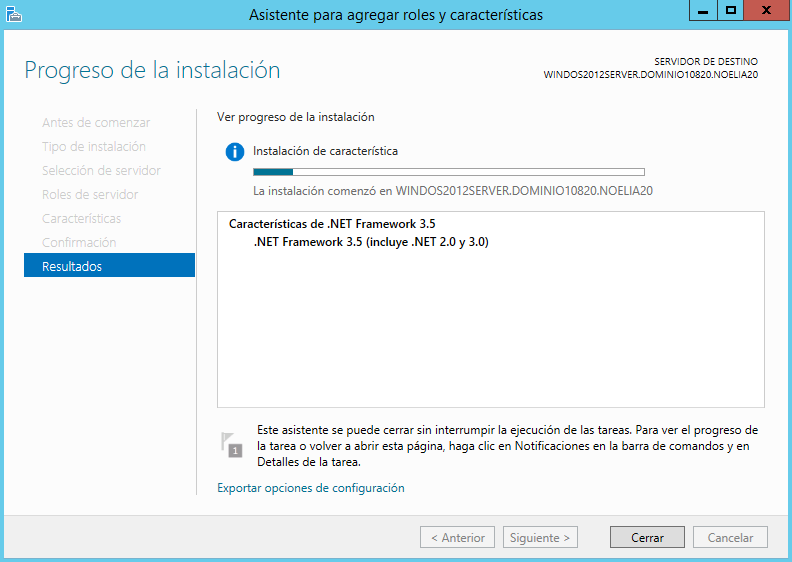 Asistente para agregar roles y características
Progreso de la instalación
SERVIDOR DE DESTINO
WINDOS2012SERVER.DOMINIO10820.NOELIA20
Antes de comenzar
Tipo de instalación
Selección de servidor
Roles de servidor
Características
Confirmación
Resultados
Ver progreso de la instalación
Instalación de característica
La instalación comenzó en WINDOS2012SERVER.DOMINIO10820.NOELIA20
Características de .NET Framework 3.5
.NET Framework 3.5 (incluye .NET 2.0 y 3.0)
1
Este asistente se puede cerrar sin interrumpir la ejecución de las tareas. Para ver el progreso de
la tarea o volver a abrir esta página, haga clic en Notificaciones en la barra de comandos y en
Detalles de la tarea.
Exportar opciones de configuración
< Anterior
Siguiente >
Cerrar
Cancelar